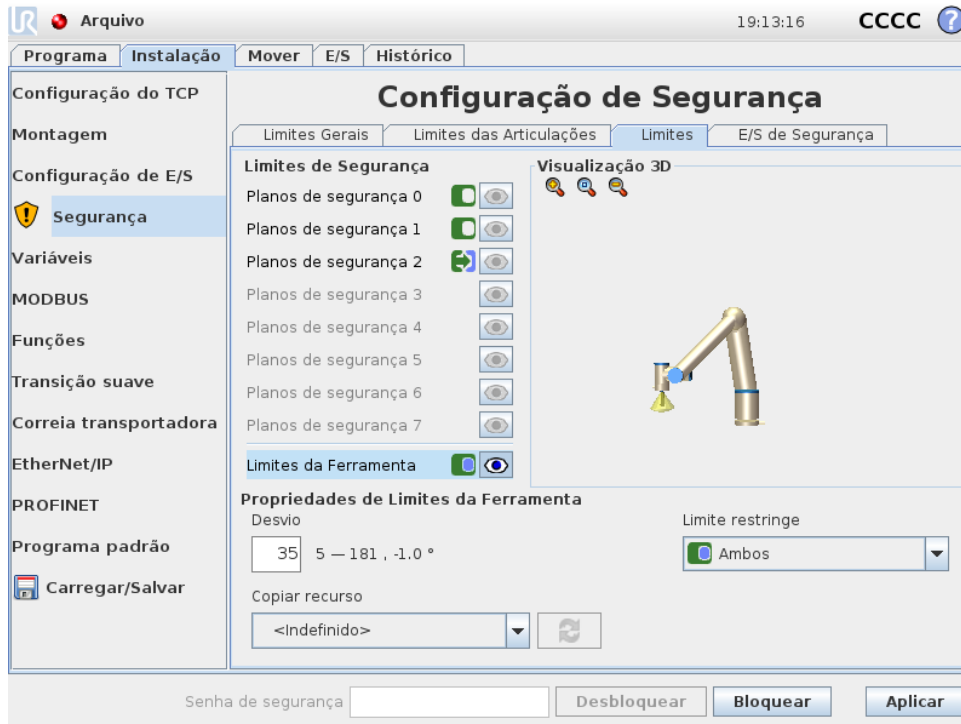 UR
Arquivo
19:13:16
CCCC
?
Programa
Instalação
Mover
E/S
Histórico
Configuração do TCP
Montagem
Configuração de E/S
Segurança
Variáveis
MODBUS
Funções
Transição suave
Correia transportadora
EtherNet/IP
PROFINET
Programa padrão
Carregar/Salvar
Configuração de Segurança
Limites Gerais
Limites das Articulações
Limites
E/S de Segurança
Limites de Segurança
Planos de segurança 0
Planos de segurança 1
Planos de segurança 2
Planos de segurança 3
Planos de segurança 4
Planos de segurança 5
Planos de segurança 6
Planos de segurança 7
Limites da Ferramenta
Visualização 3D
Propriedades de Limites da Ferramenta
Desvio
35 5 — 181 , -1.0 °
Limite restringe
Ambos
Copiar recurso
<Indefinido>
Senha de segurança
Desbloquear
Bloquear
Aplicar